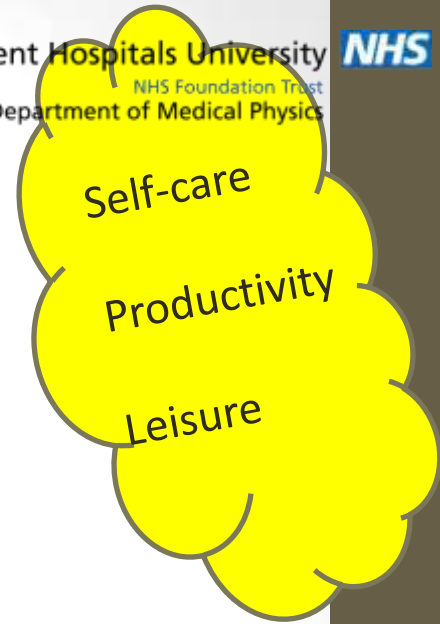 ent Hospitals University NHS
NHS Foundation Trust
Department of Medical Physics
Self-care
Productivity
Leisure